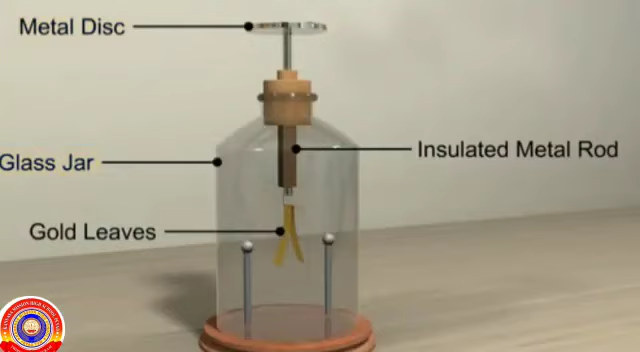 Metal Disc
Glass Jar
Insulated Metal Rod
Gold Leaves